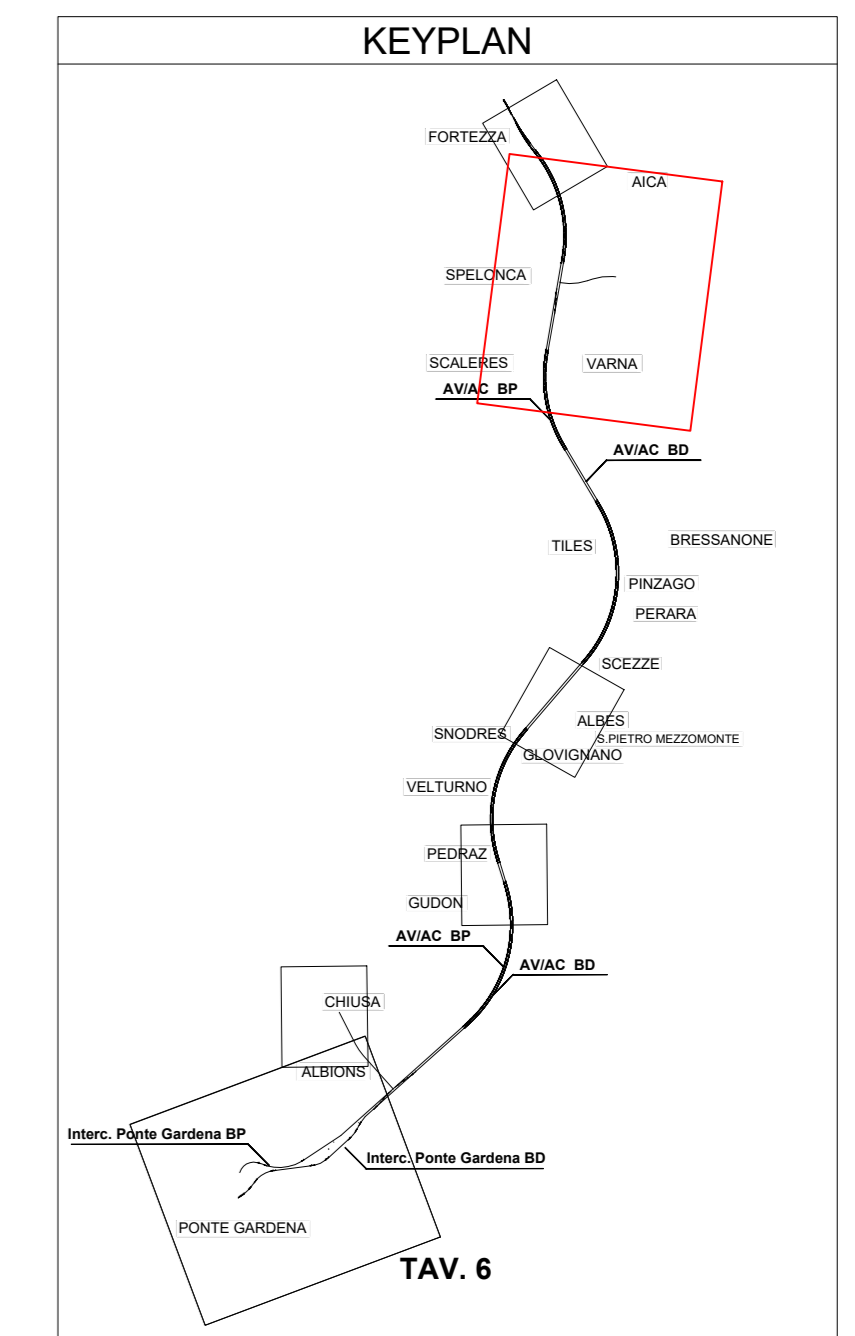 KEYPLAN
FORTEZZA
AICA
SPELONCA
SCALERES
VARNA
AV/AC BP
AV/AC BD
TILES
BRESSANONE
PINZAGO
PERARA
SCEZZE
ALBES
SNODRES
S.PIETRO MEZZOMONTE
GLOVIGNANO
VELTURNO
PEDRAZ
GUDON
AV/AC BP
AV/AC BD
CHIUSA
ALBIONS
Interc. Ponte Gardena BP
Interc. Ponte Gardena BD
PONTE GARDENA
TAV. 6